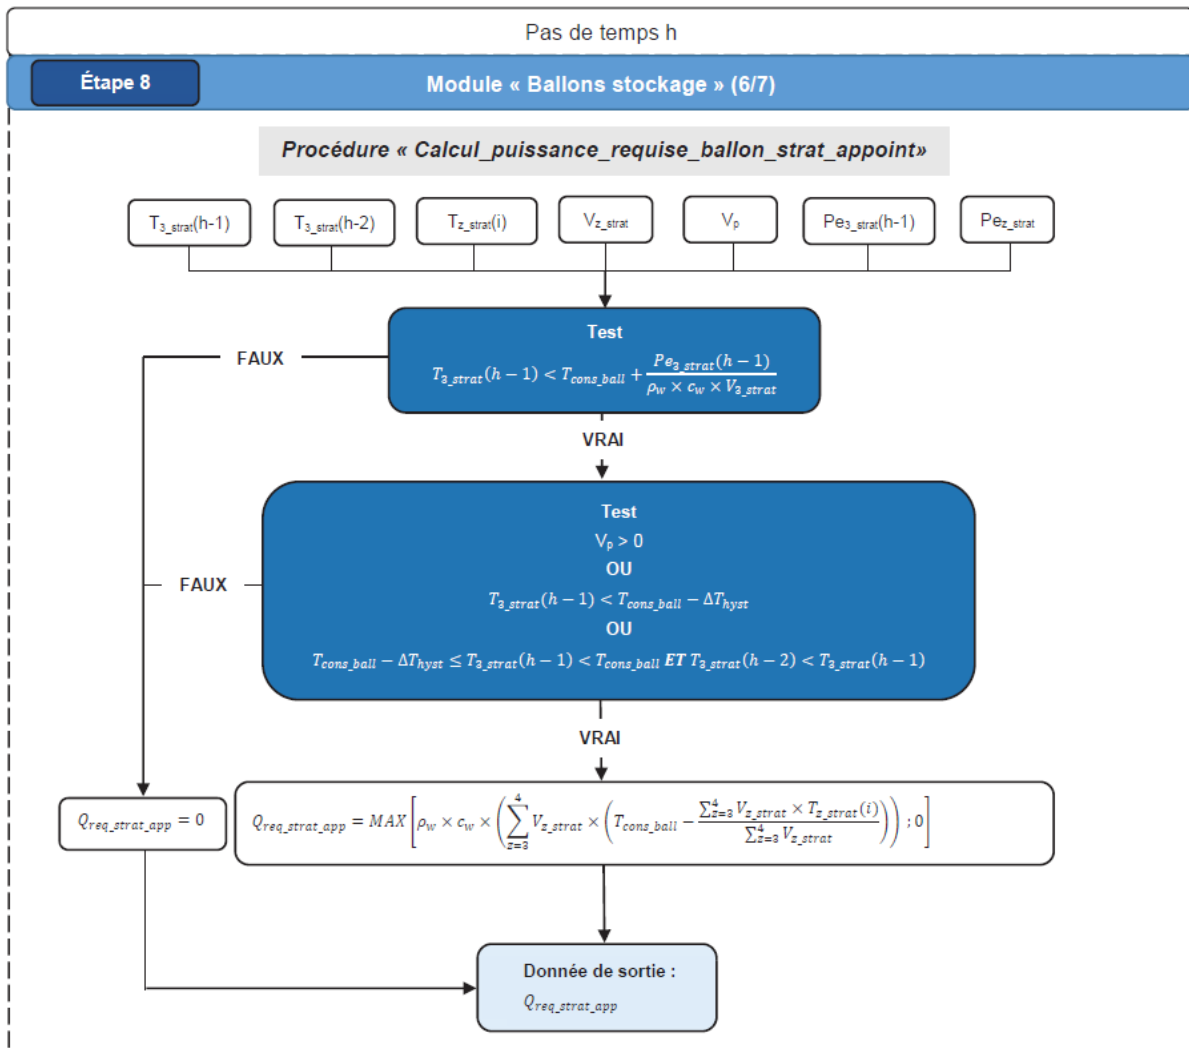 Pas de temps h
Étape 8
Module « Ballons stockage » (6/7)
Procédure « Calcul_puissance_requise_ballon_strat_appoint»
T3_strat(h-1) T3_strat(h-2) Tz_strat(i) Vz_strat Vp Pe3_strat(h-1) Pez_strat
Test
T3_strat(h − 1) < Tcons_ball + Pe3_strat(h − 1) / ρw × cw × V3_strat
FAUX
VRAI
Test
Vp > 0
OU
T3_strat(h − 1) < Tcons_ball − ΔThyst
OU
Tcons_ball − ΔThyst ≤ T3_strat(h − 1) < Tcons_ball ET T3_strat(h − 2) < T3_strat(h − 1)
FAUX
VRAI
Qreq_strat_app = 0
Qreq_strat_app = MAX [ρw × cw × (∑z=3^4 Vz_strat × (Tcons_ball − ∑z=3^4 Vz_strat × Tz_strat(i) / ∑z=3^4 Vz_strat)) ; 0]
Donnée de sortie :
Qreq_strat_app